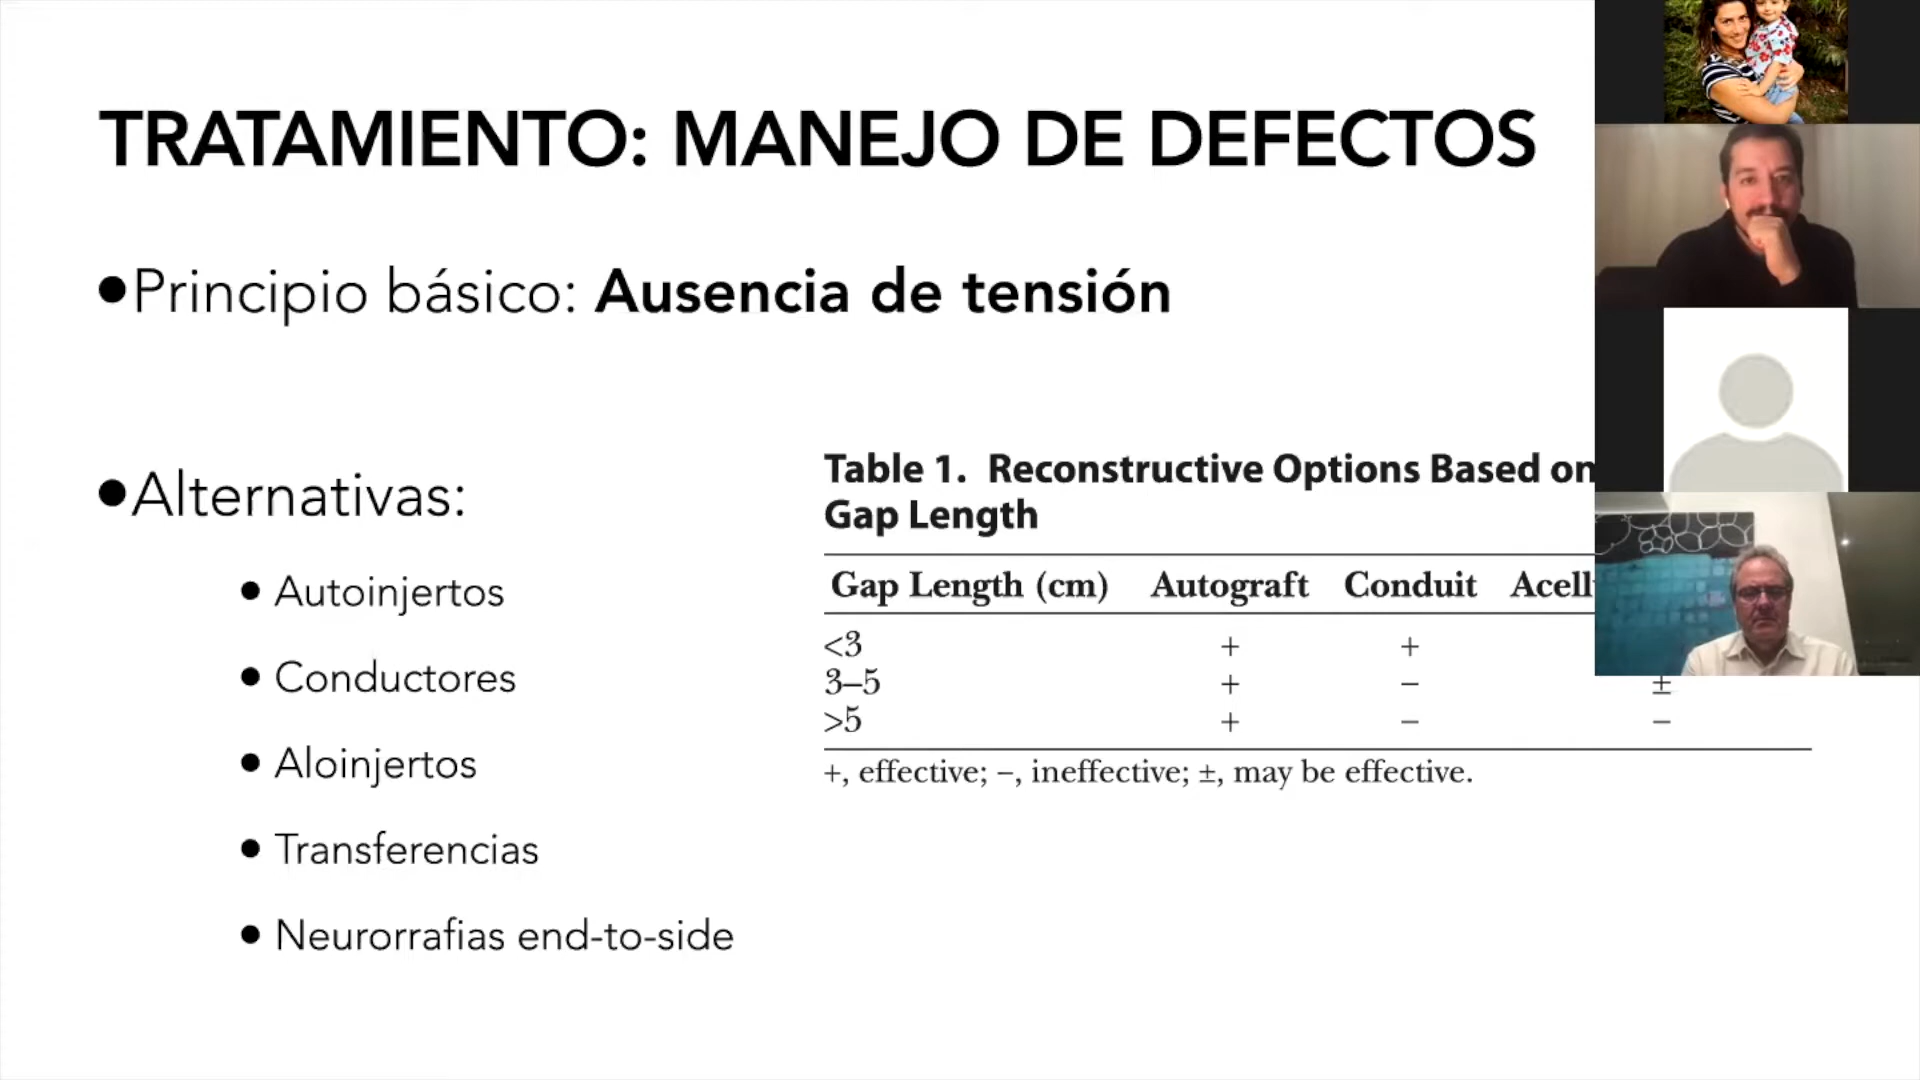 TRATAMIENTO: MANEJO DE DEFECTOS
•Principio básico: Ausencia de tensión
•Alternativas:
• Autoinjertos
• Conductores
• Aloinjertos
• Transferencias
• Neurorrafias end-to-side
Table 1. Reconstructive Options Based on
Gap Length
Gap Length (cm) Autograft Conduit
<3 + +
3–5 + – ±
>5 + – –
+, effective; –, ineffective; ±, may be effective.